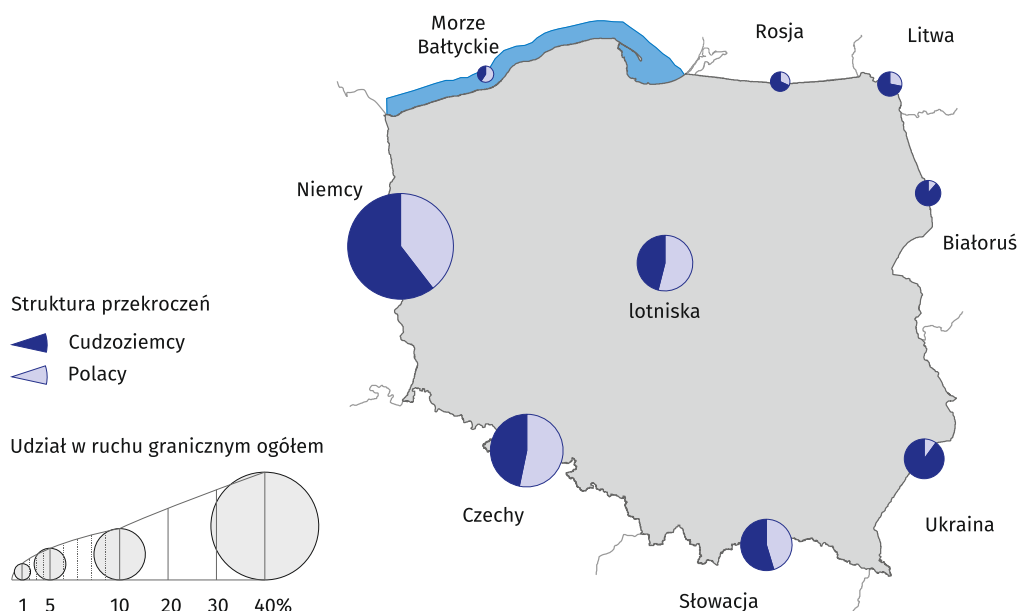 Morze
Bałtyckie
Rosja
Litwa
Niemcy
Białoruś
lotniska
Struktura przekroczeń
Cudzoziemcy
Polacy
Udział w ruchu granicznym ogółem
Czechy
Ukraina
Słowacja
1 5 10 20 30 40%